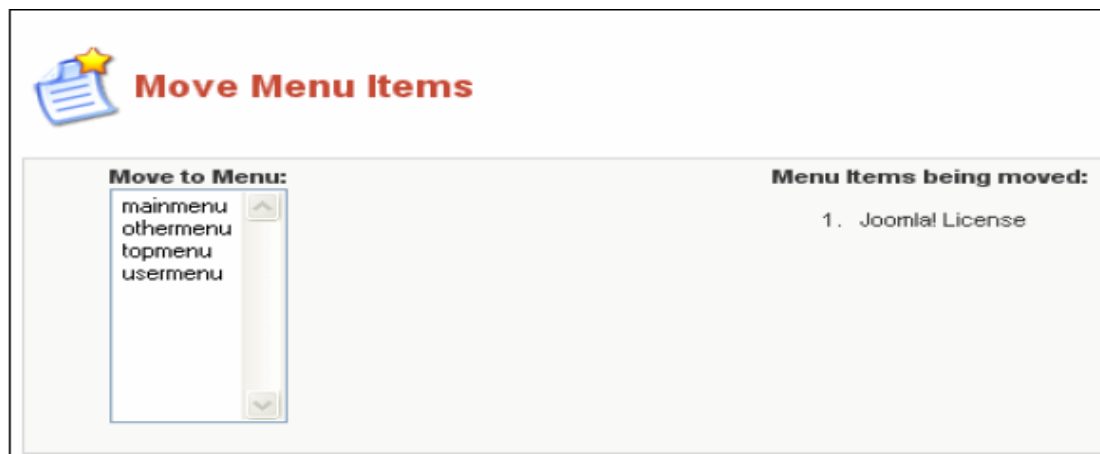 Move Menu Items
Move to Menu:
mainmenu
othermenu
topmenu
usermenu
Menu Items being moved:
1. Joomla! License